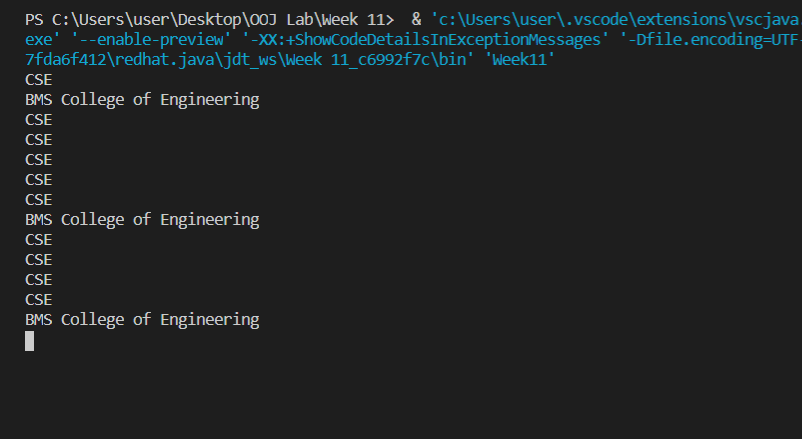 PS C:\Users\user\Desktop\OOJ Lab\Week 11>  & 'c:\Users\user\.vscode\extensions\vscjava
exe' '--enable-preview' '-XX:+ShowCodeDetailsInExceptionMessages' '-Dfile.encoding=UTF-
7fda6f412\redhat.java\jdt_ws\Week 11_c6992f7c\bin' 'Week11'
CSE
BMS College of Engineering
CSE
CSE
CSE
CSE
CSE
BMS College of Engineering
CSE
CSE
CSE
CSE
BMS College of Engineering